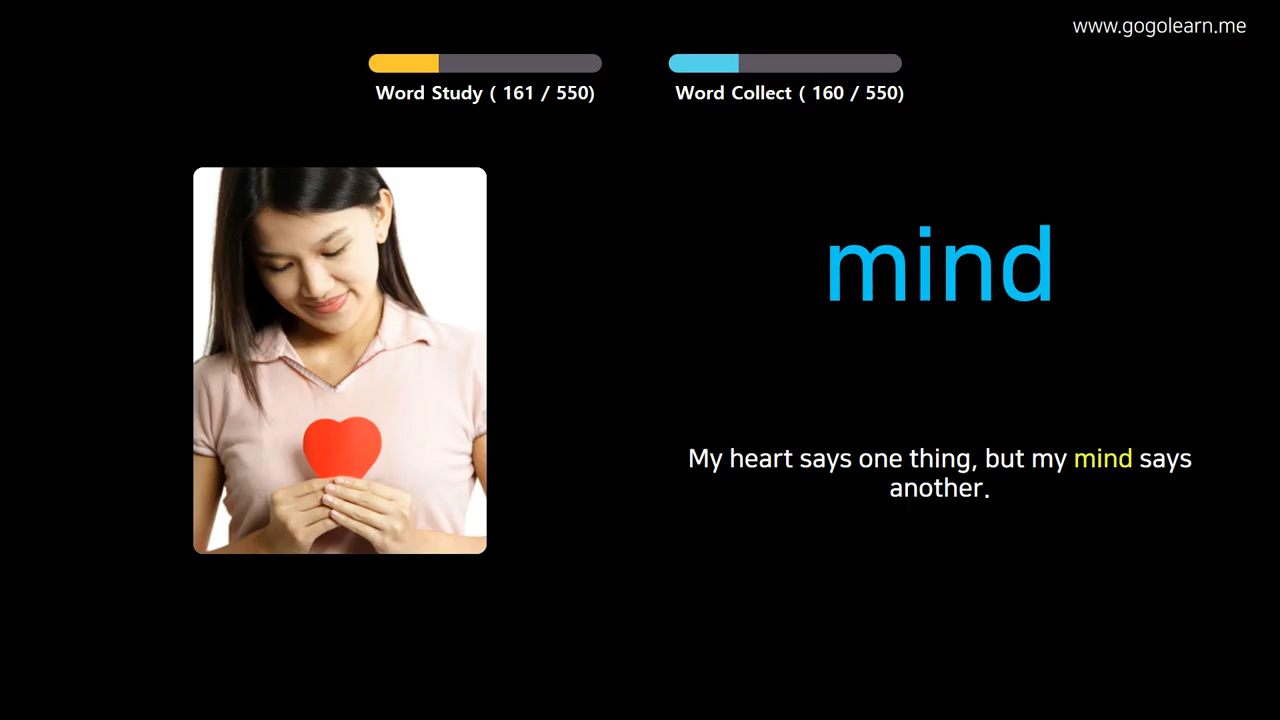 www.gogolearn.me
Word Study ( 161 / 550)
Word Collect ( 160 / 550)
mind
My heart says one thing, but my mind says
another.